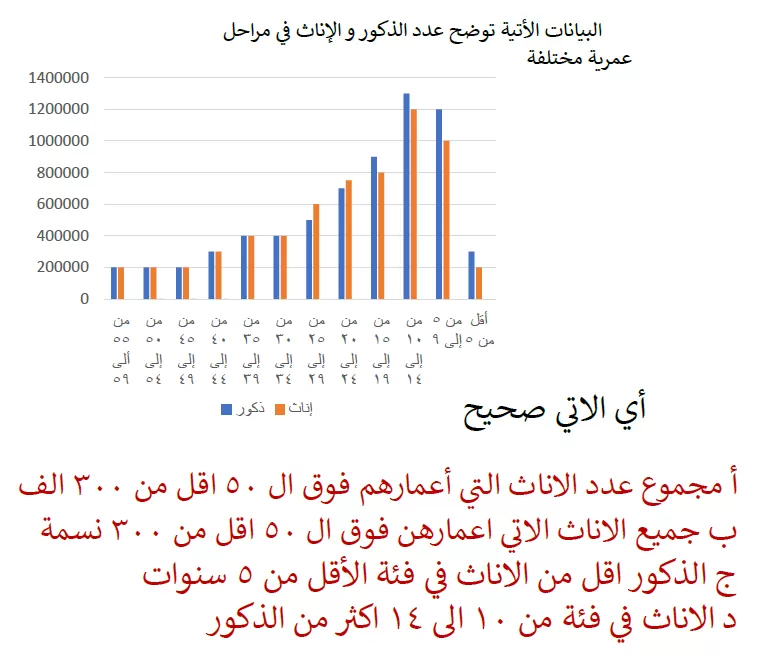 البيانات الأتية توضح عدد الذكور و الإناث في مراحل
عمرية مختلفة
1400000
1200000
1000000
800000
600000
400000
200000
0
أقل من ٥
من ٥ إلى ٩
من ١٠ إلى ١٤
من ١٥ إلى ١٩
من ٢٠ إلى ٢٤
من ٢٥ إلى ٢٩
من ٣٠ إلى ٣٤
من ٣٥ إلى ٣٩
من ٤٠ إلى ٤٤
من ٤٥ إلى ٤٩
من ٥٠ إلى ٥٤
من ٥٥ ألى ٥٩
إناث ذكور
أي الاتي صحيح
أ مجموع عدد الاناث التي أعمارهم فوق ال ٥٠ اقل من ٣٠٠ الف
ب جميع الاناث الاتي اعمارهن فوق ال ٥٠ اقل من ٣٠٠ نسمة
ج الذكور اقل من الاناث في فئة الأقل من ٥ سنوات
د الاناث في فئة من ١٠ الى ١٤ اكثر من الذكور